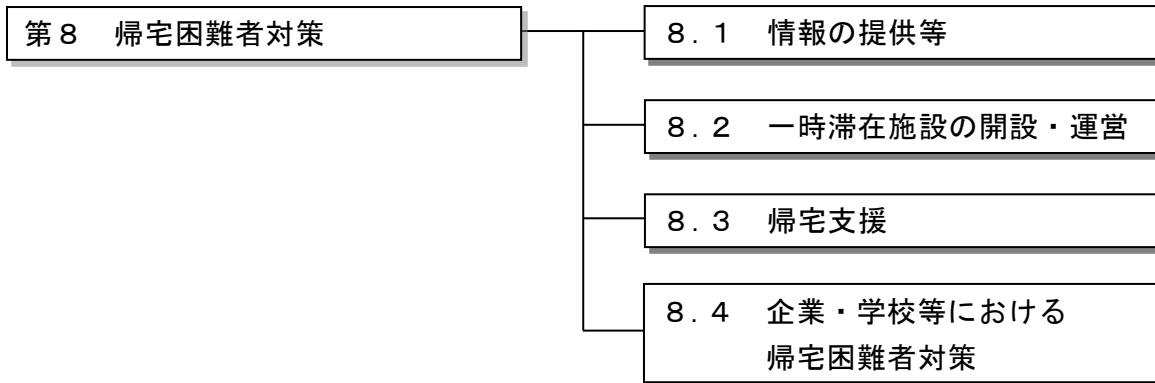 第８　帰宅困難者対策
８.１　情報の提供等
８.２　一時滞在施設の開設・運営
８.３　帰宅支援
８.４　企業・学校等における
帰宅困難者対策